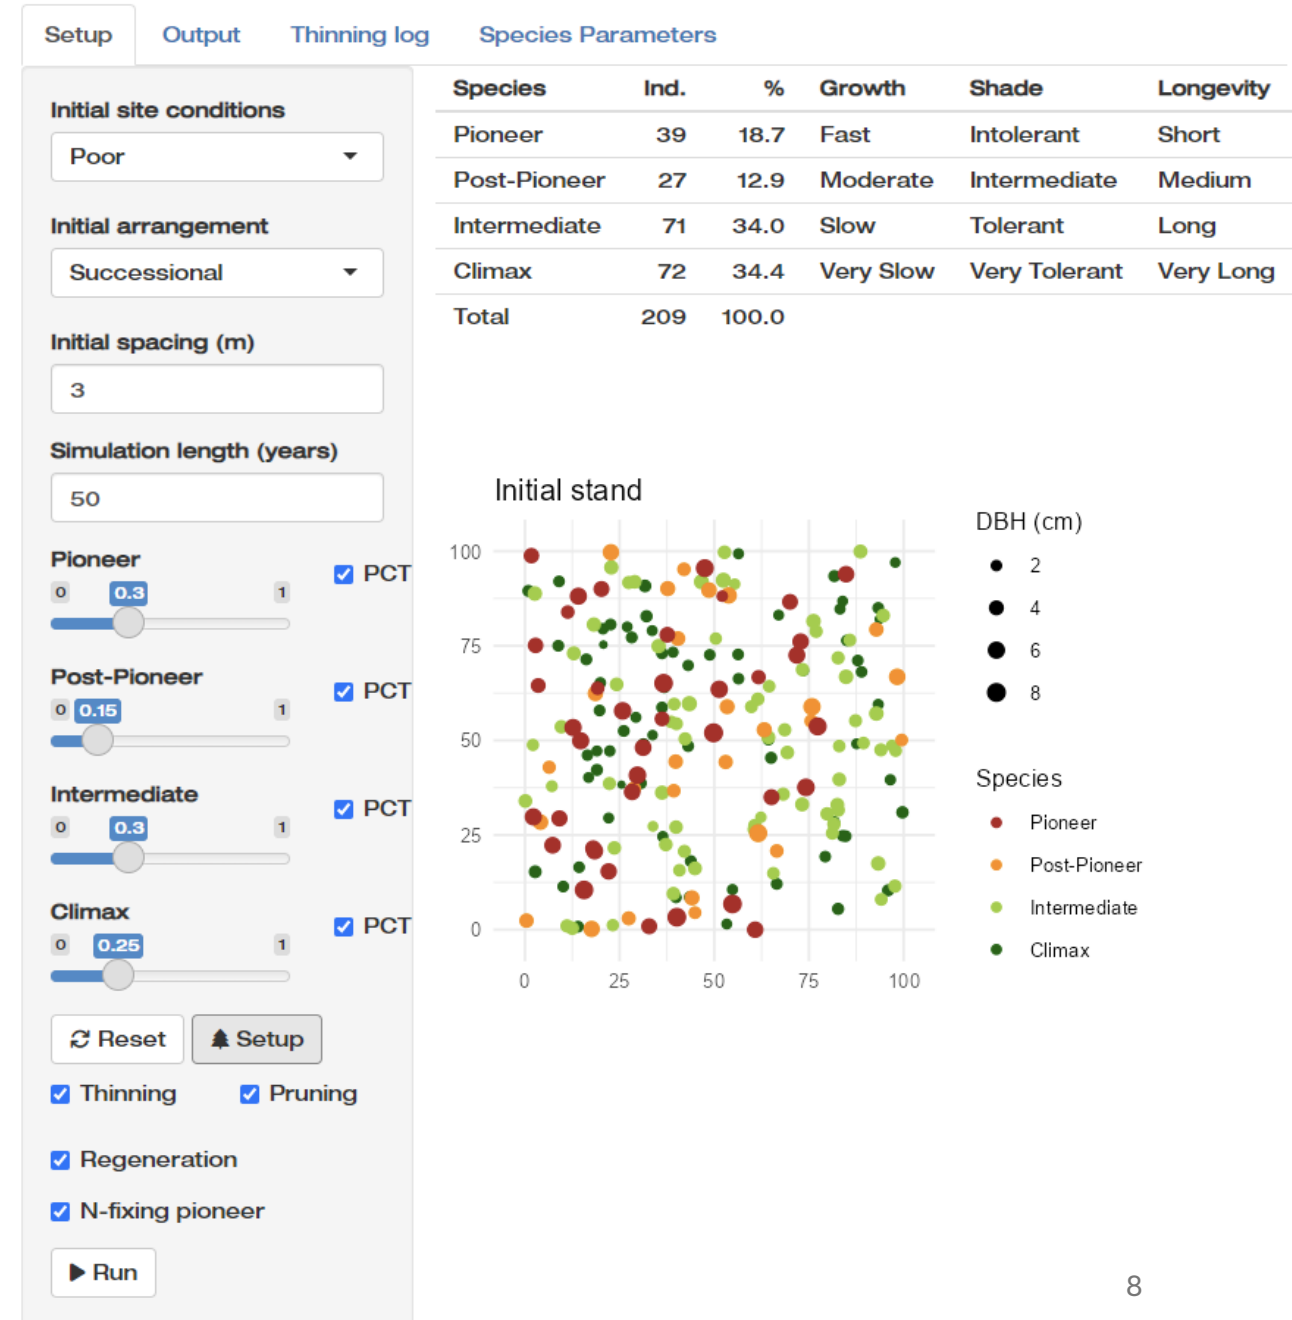 Setup Output Thinning log Species Parameters
Initial site conditions
Poor
Initial arrangement
Successional
Initial spacing (m)
3
Simulation length (years)
50
Pioneer
PCT
0 0.3 1
Post-Pioneer
PCT
0 0.15 1
Intermediate
PCT
0 0.3 1
Climax
PCT
0 0.25 1
Reset Setup
Thinning Pruning
Regeneration
N-fixing pioneer
Run
Species Ind. % Growth Shade Longevity
Pioneer 39 18.7 Fast Intolerant Short
Post-Pioneer 27 12.9 Moderate Intermediate Medium
Intermediate 71 34.0 Slow Tolerant Long
Climax 72 34.4 Very Slow Very Tolerant Very Long
Total 209 100.0
Initial stand
100
75
50
25
0
0 25 50 75 100
DBH (cm)
2
4
6
8
Species
Pioneer
Post-Pioneer
Intermediate
Climax
8